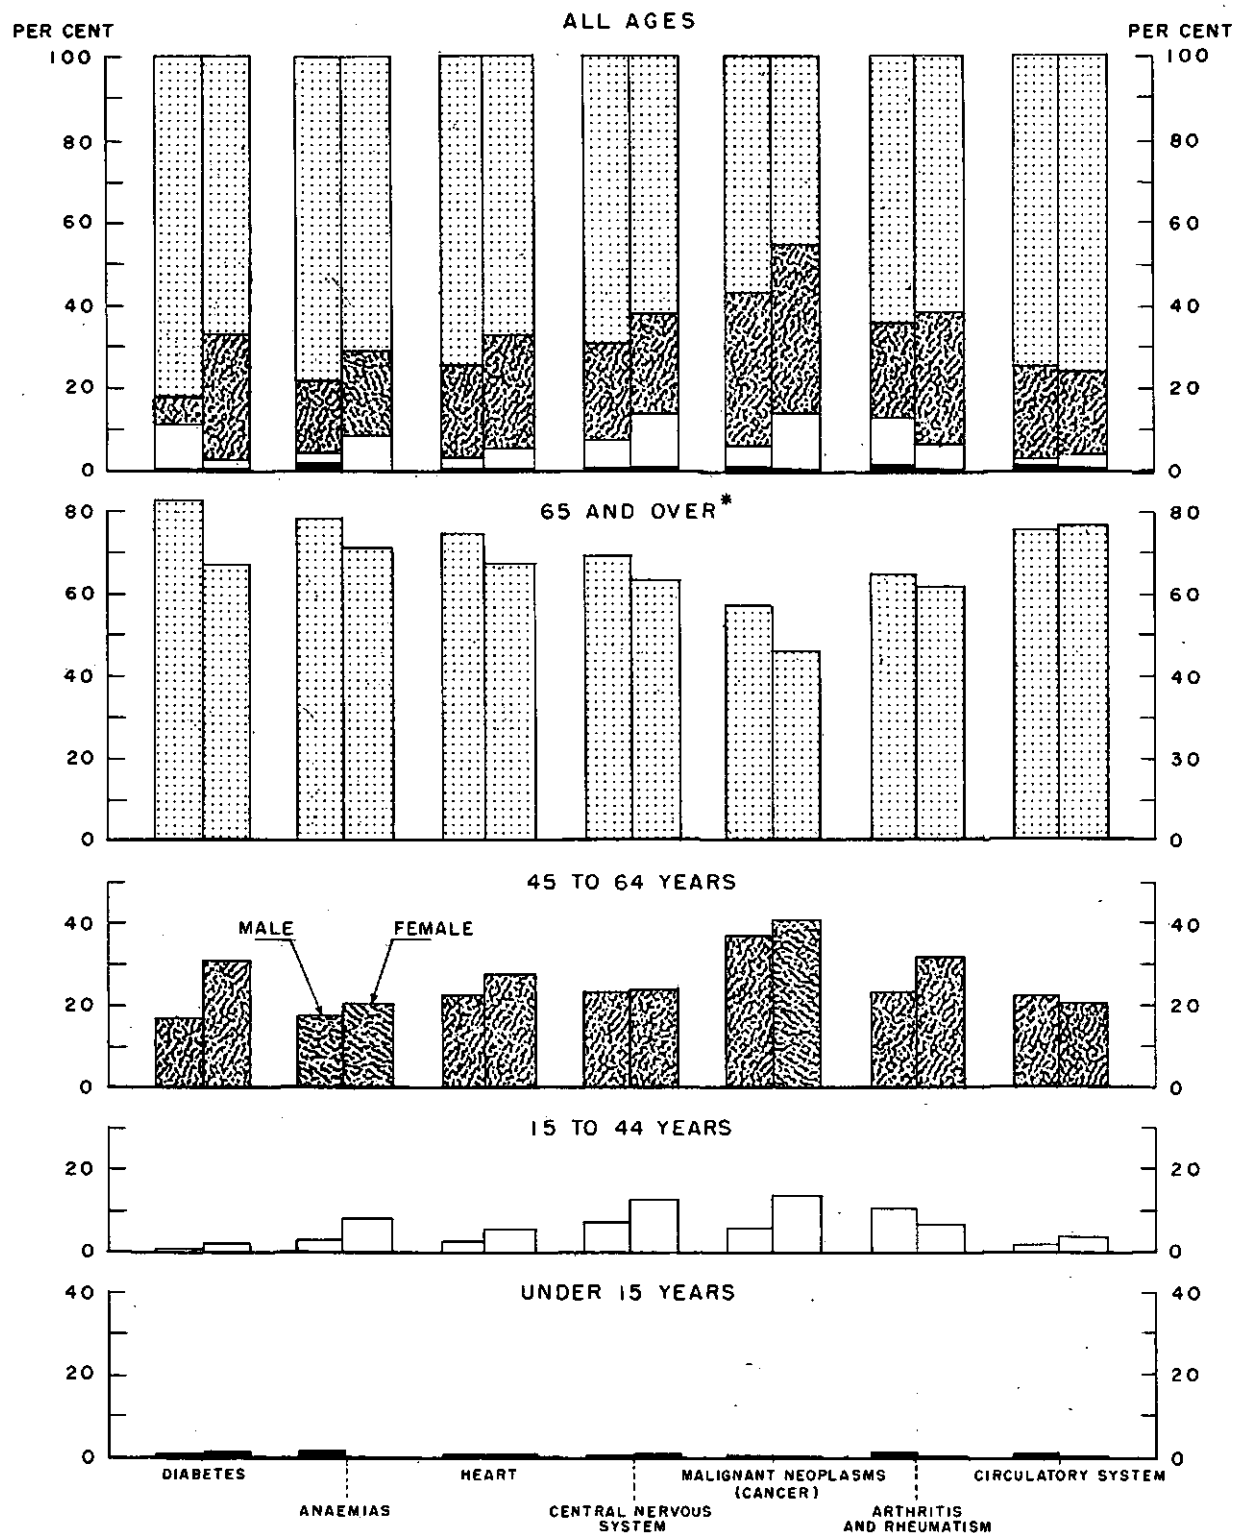 ALL AGES
PER CENT PER CENT
100 100
80 80
60 60
40 40
20 20
0 0
65 AND OVER*
80 80
60 60
40 40
20 30
0 0
45 TO 64 YEARS
40 40
MALE FEMALE
20 20
0 0
15 TO 44 YEARS
20 20
0 0
UNDER 15 YEARS
40 40
20 20
0 0
DIABETES HEART MALIGNANT NEOPLASMS CIRCULATORY SYSTEM
(CANCER)
ANAEMIAS CENTRAL NERVOUS ARTHRITIS
SYSTEM AND RHEUMATISM